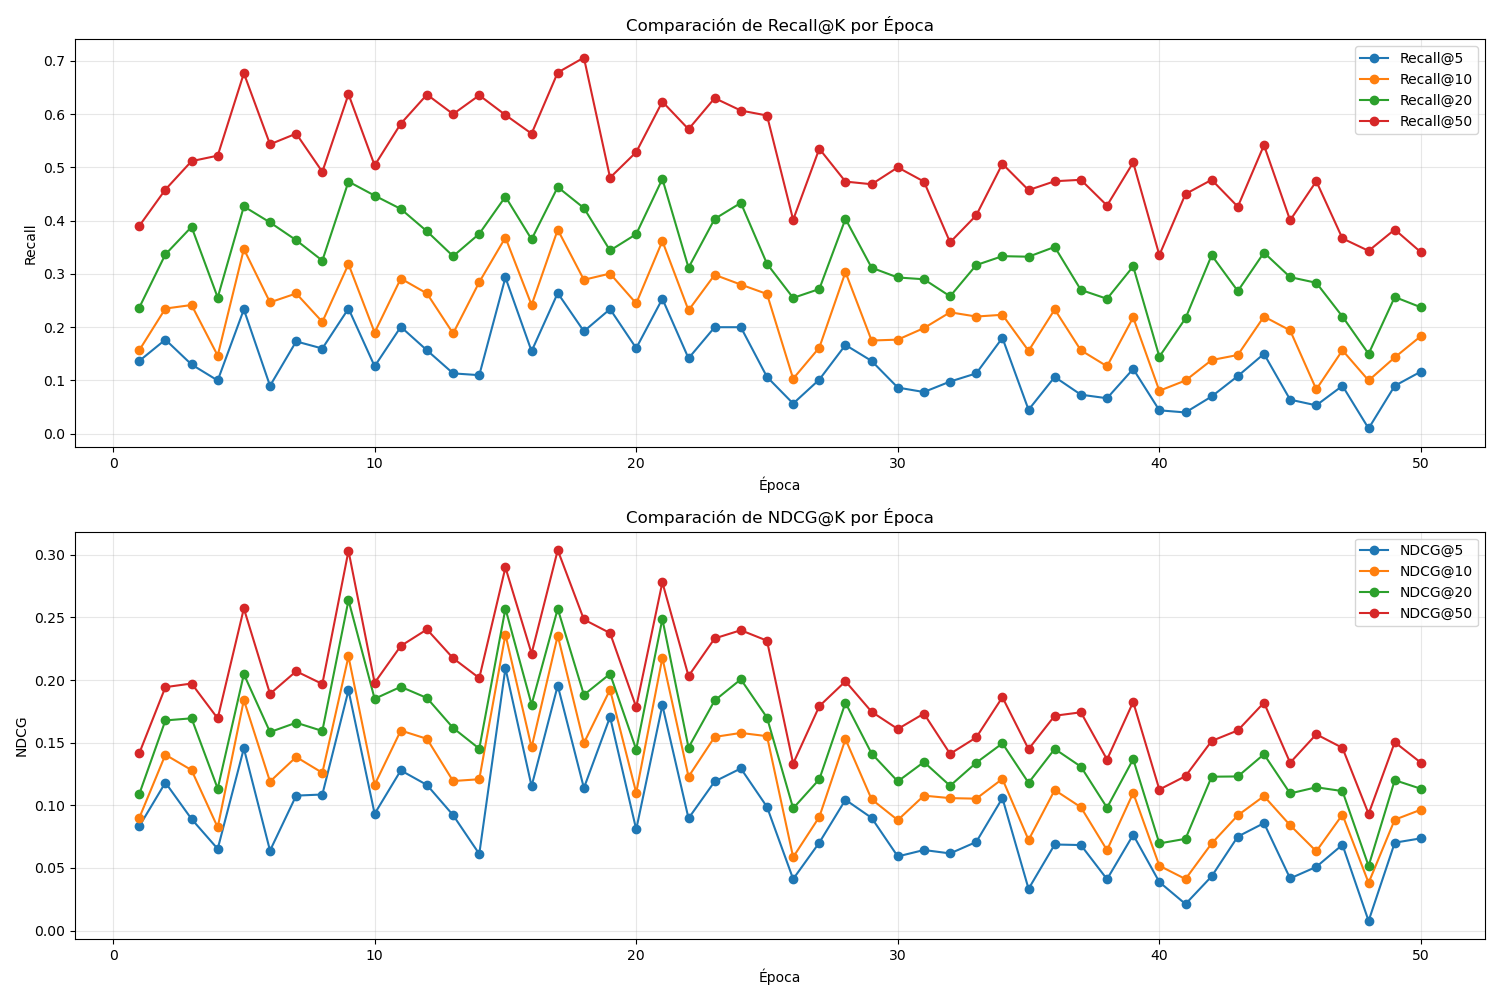 Comparación de Recall@K por Época
Recall@5
Recall@10
Recall@20
Recall@50
0.7
0.6
0.5
0.4
0.3
0.2
0.1
0.0
Recall
0 10 20 30 40 50
Época
Comparación de NDCG@K por Época
NDCG@5
NDCG@10
NDCG@20
NDCG@50
0.30
0.25
0.20
0.15
0.10
0.05
0.00
NDCG
0 10 20 30 40 50
Época